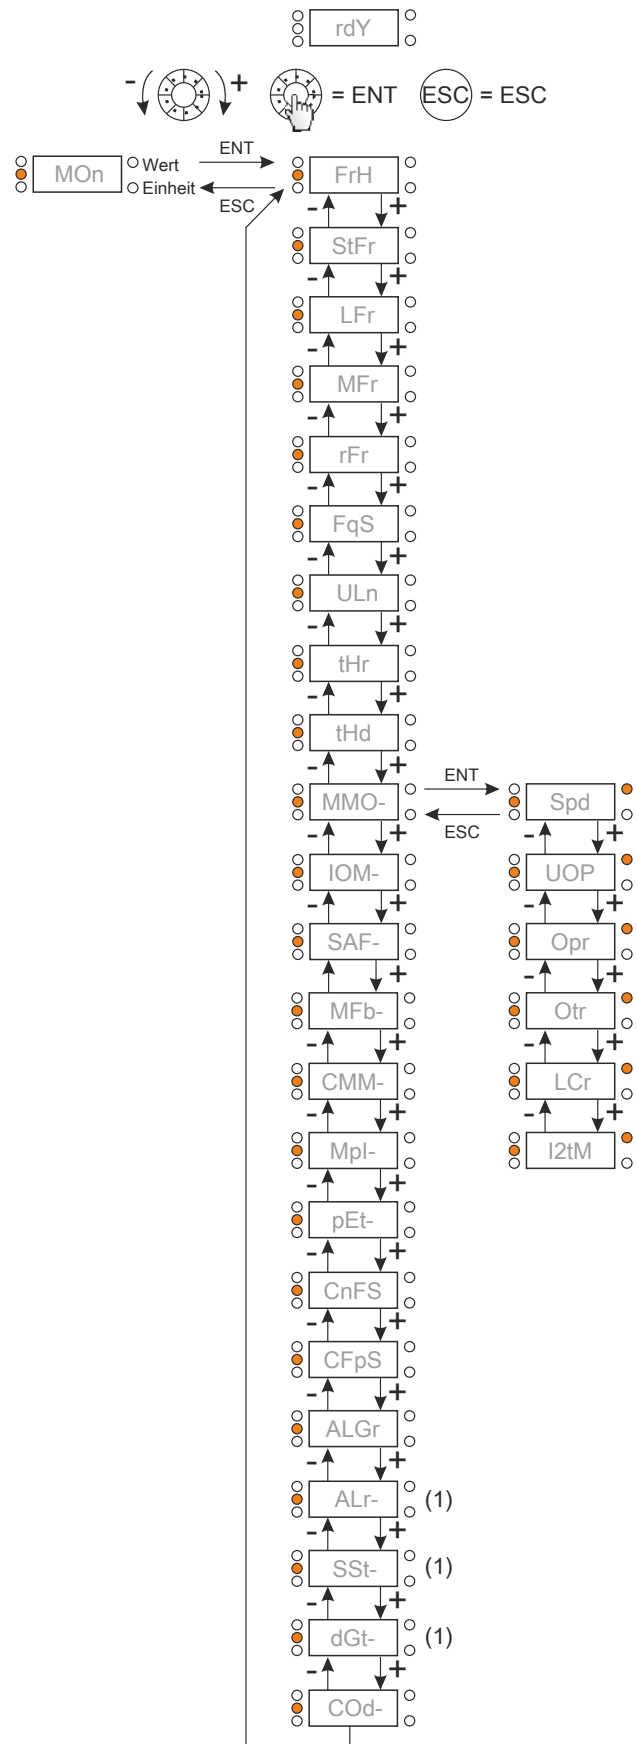 rdY
- + = ENT ESC = ESC
MOn Wert ENT FrH
Einheit ESC
- +
StFr
- +
LFr
- +
MFr
- +
rFr
- +
FqS
- +
ULn
- +
tHr
- +
tHd
- +
MMO- ENT Spd
ESC
- + - +
IOM- UOP
- + - +
SAF- Opr
- + - +
MFb- Otr
- + - +
CMM- LCr
- + - +
MpI- I2tM
- +
pEt-
- +
CnFS
- +
CFpS
- +
ALGr
- +
ALr- (1)
- +
SSt- (1)
- +
dGt- (1)
- +
COd-